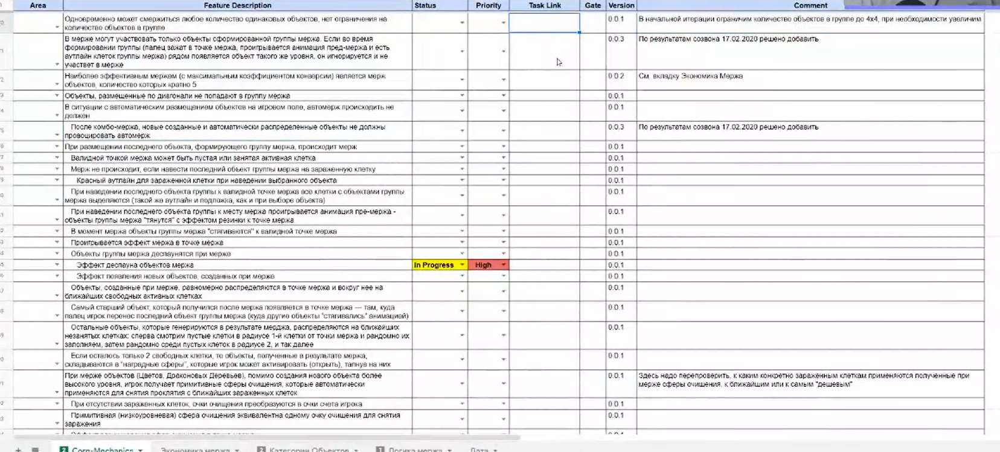 Area Feature Description Status Priority Task Link Gate Version Comment
Одновременно может смержиться любое количество одинаковых объектов, нет ограничения на
количество объектов в группе
0.0.1
В начальной итерации ограничим количество объектов в группе до 4х4, при необходимости увеличим
В мерже могут участвовать только объекты сформированной группы мержа. Если во время
формировании группы (палец зажат в точке мержа, проигрывается анимация пред-мержа и есть
аутлайн клеток группы мержа) рядом появляется объект такого же уровня, он игнорируется и не
участвует в мерже
0.0.3
По результатам созвона 17.02.2020 решено добавить
Наиболее эффективным мержем (с максимальным коэффициентом конверсии) является мерж
объектов, количество которых кратно 5
0.0.2
См. вкладку Экономика Мержа
Объекты, размещенные по диагонали не попадают в группу мержа
0.0.1
В ситуации с автоматическим размещением объектов на игровом поле, автомерж происходить не
должен
0.0.1
После комбо-мержа, новые созданные и автоматически распределенные объекты не должны
провоцировать автомерж
0.0.3
По результатам созвона 17.02.2020 решено добавить
При размещении последнего объекта, формирующего группу мержа, происходит мерж
0.0.1
Валидной точкой мержа может быть пустая или занятая активная клетка
0.0.1
Мерж не происходит, если навести последний объект группы мержа на зараженную клетку
0.0.1
Красный аутлайн для зараженной клетки при наведении выбранного объекта
0.0.1
При наведении последнего объекта группы к валидной точке мержа все клетки с объектами группы
мержа выделяются (такой же аутлайн и подложка, как и при выборе объекта)
0.0.1
При наведении последнего объекта группы к месту мержа проигрывается анимация пре-мержа -
объекты группы мержа "тянутся" с эффектом резинки к точке мержа
0.0.1
В момент мержа объекты группы мержа "стягиваются" к валидной точке мержа
0.0.1
Проигрывается эффект мержа в точке мержа
0.0.1
Объекты группы мержа деспаунятся при мерже
0.0.1
Эффект деспауна объектов мержа
In Progress High 0.0.1
Эффект появления новых объектов, созданных при мерже
0.0.1
Объекты, созданные при мерже, равномерно распределяются в точке мержа и вокруг нее на
ближайших свободных активных клетках
0.0.1
Самый старший объект, который получился после мержа появляется в точке мержа — там, куда
палец игрок перенес последний объект группы мержа (куда другие объекты "стягивались" анимацией)
0.0.1
Остальные объекты, которые генерируются в результате мерджа, распределяются на ближайших
незанятых клетках: сперва смотрим пустые клетки в радиусе 1-й клетки от точки мержа и рандомно их
заполняем, затем рандомно среди пустых клеток в радиусе 2, и так далее
0.0.1
Если осталось только 2 свободных клетки, то объекты, полученные в результате мержа,
складываются в "наградные сферы", которые игрок может активировать (открыть), тапнув на них
0.0.1
При мерже объектов (Цветов, Драконовых Деревьев), помимо создания нового объекта более
высокого уровня, игрок получает примитивные сферы очищения, которые автоматически
применяются для снятия проклятия с ближайших зараженных клеток
0.0.1
Здесь надо перепроверить, к каким конкретно зараженным клеткам применяются полученные при
мерже сферы очищения, к ближайшим или к самым "дешевым"
При отсутствии зараженных клеток, очки очищения преобразуются в очки счета игрока
0.0.1
Примитивная (низкоуровневая) сфера очищения эквивалентна одному очку очищения для снятия
заражения
0.0.1
2 Core-Mechanics Экономика мержа 2 Категории Объектов 1 Логика мержа Дата